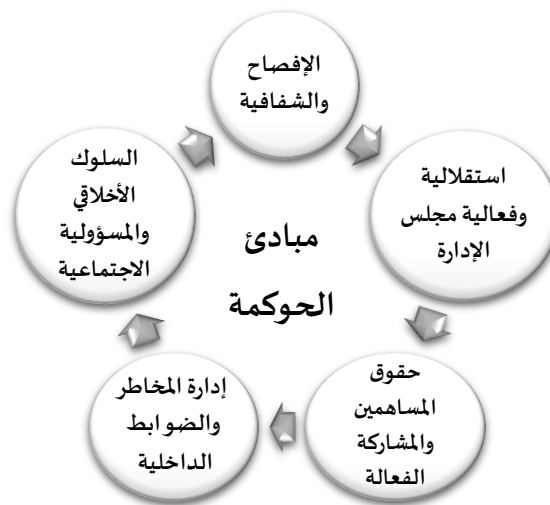 الإفصاح
والشفافية
استقلالية
وفعالية مجلس
الإدارة
حقوق
المساهمين
والمشاركة
الفعالة
إدارة المخاطر
والضوابط
الداخلية
السلوك
الأخلاقي
والمسؤولية
الاجتماعية
مبادئ
الحوكمة